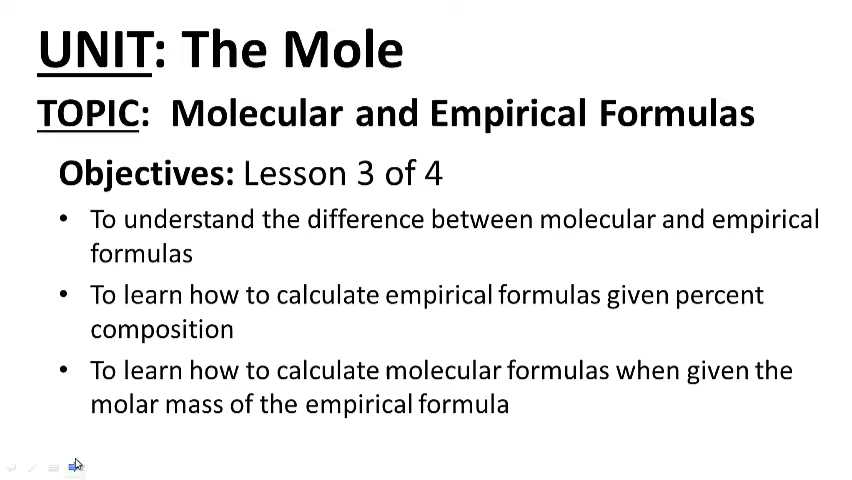 UNIT: The Mole
TOPIC: Molecular and Empirical Formulas
Objectives: Lesson 3 of 4
• To understand the difference between molecular and empirical
formulas
• To learn how to calculate empirical formulas given percent
composition
• To learn how to calculate molecular formulas when given the
molar mass of the empirical formula